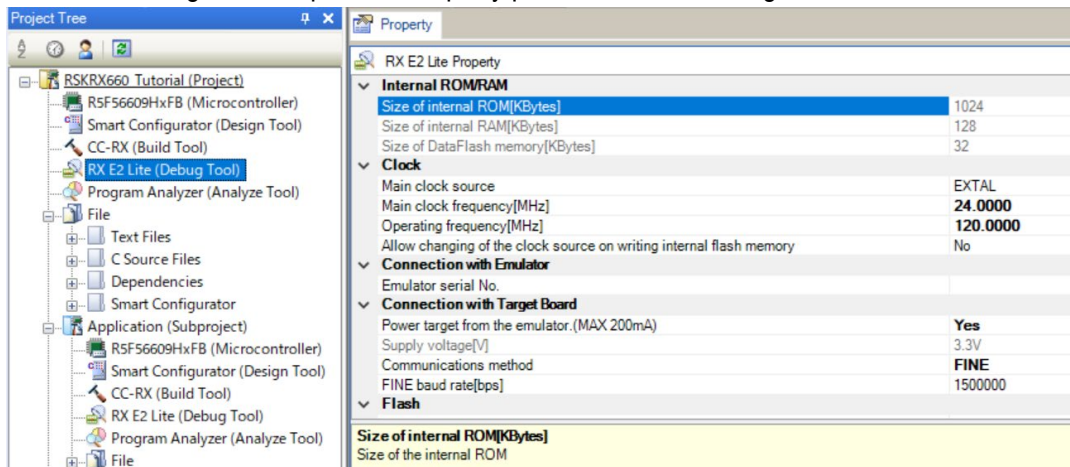 Project Tree
RSKRX660_Tutorial (Project)
R5F56609HxFB (Microcontroller)
Smart Configurator (Design Tool)
CC-RX (Build Tool)
RX E2 Lite (Debug Tool)
Program Analyzer (Analyze Tool)
File
Text Files
C Source Files
Dependencies
Smart Configurator
Application (Subproject)
R5F56609HxFB (Microcontroller)
Smart Configurator (Design Tool)
CC-RX (Build Tool)
RX E2 Lite (Debug Tool)
Program Analyzer (Analyze Tool)
File
Property
RX E2 Lite Property
Internal ROM/RAM
Size of internal ROM[KBytes] 1024
Size of internal RAM[KBytes] 128
Size of DataFlash memory[KBytes] 32
Clock
Main clock source EXTAL
Main clock frequency[MHz] 24.0000
Operating frequency[MHz] 120.0000
Allow changing of the clock source on writing internal flash memory No
Connection with Emulator
Emulator serial No.
Connection with Target Board
Power target from the emulator.(MAX 200mA) Yes
Supply voltage[V] 3.3V
Communications method FINE
FINE baud rate[bps] 1500000
Flash
Size of internal ROM[KBytes]
Size of the internal ROM